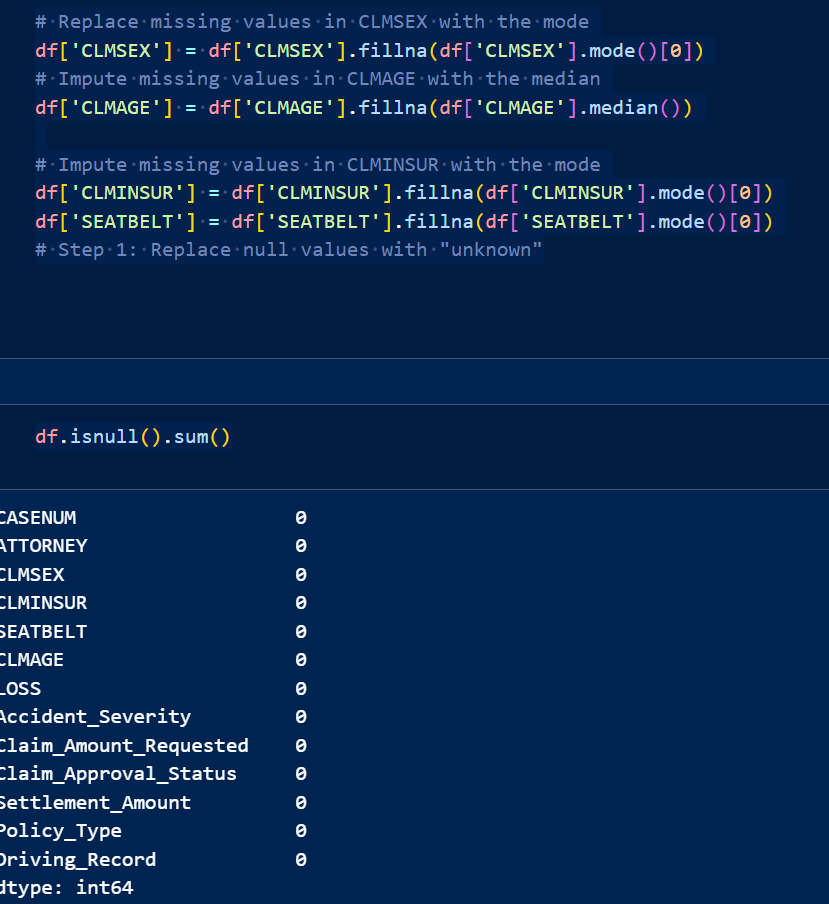 # Replace missing values in CLMSEX with the mode
df['CLMSEX'] = df['CLMSEX'].fillna(df['CLMSEX'].mode()[0])
# Impute missing values in CLMAGE with the median
df['CLMAGE'] = df['CLMAGE'].fillna(df['CLMAGE'].median())
# Impute missing values in CLMINSUR with the mode
df['CLMINSUR'] = df['CLMINSUR'].fillna(df['CLMINSUR'].mode()[0])
df['SEATBELT'] = df['SEATBELT'].fillna(df['SEATBELT'].mode()[0])
# Step 1: Replace null values with "unknown"
df.isnull().sum()
CASENUM 0
ATTORNEY 0
CLMSEX 0
CLMINSUR 0
SEATBELT 0
CLMAGE 0
LOSS 0
Accident_Severity 0
Claim_Amount_Requested 0
Claim_Approval_Status 0
Settlement_Amount 0
Policy_Type 0
Driving_Record 0
dtype: int64